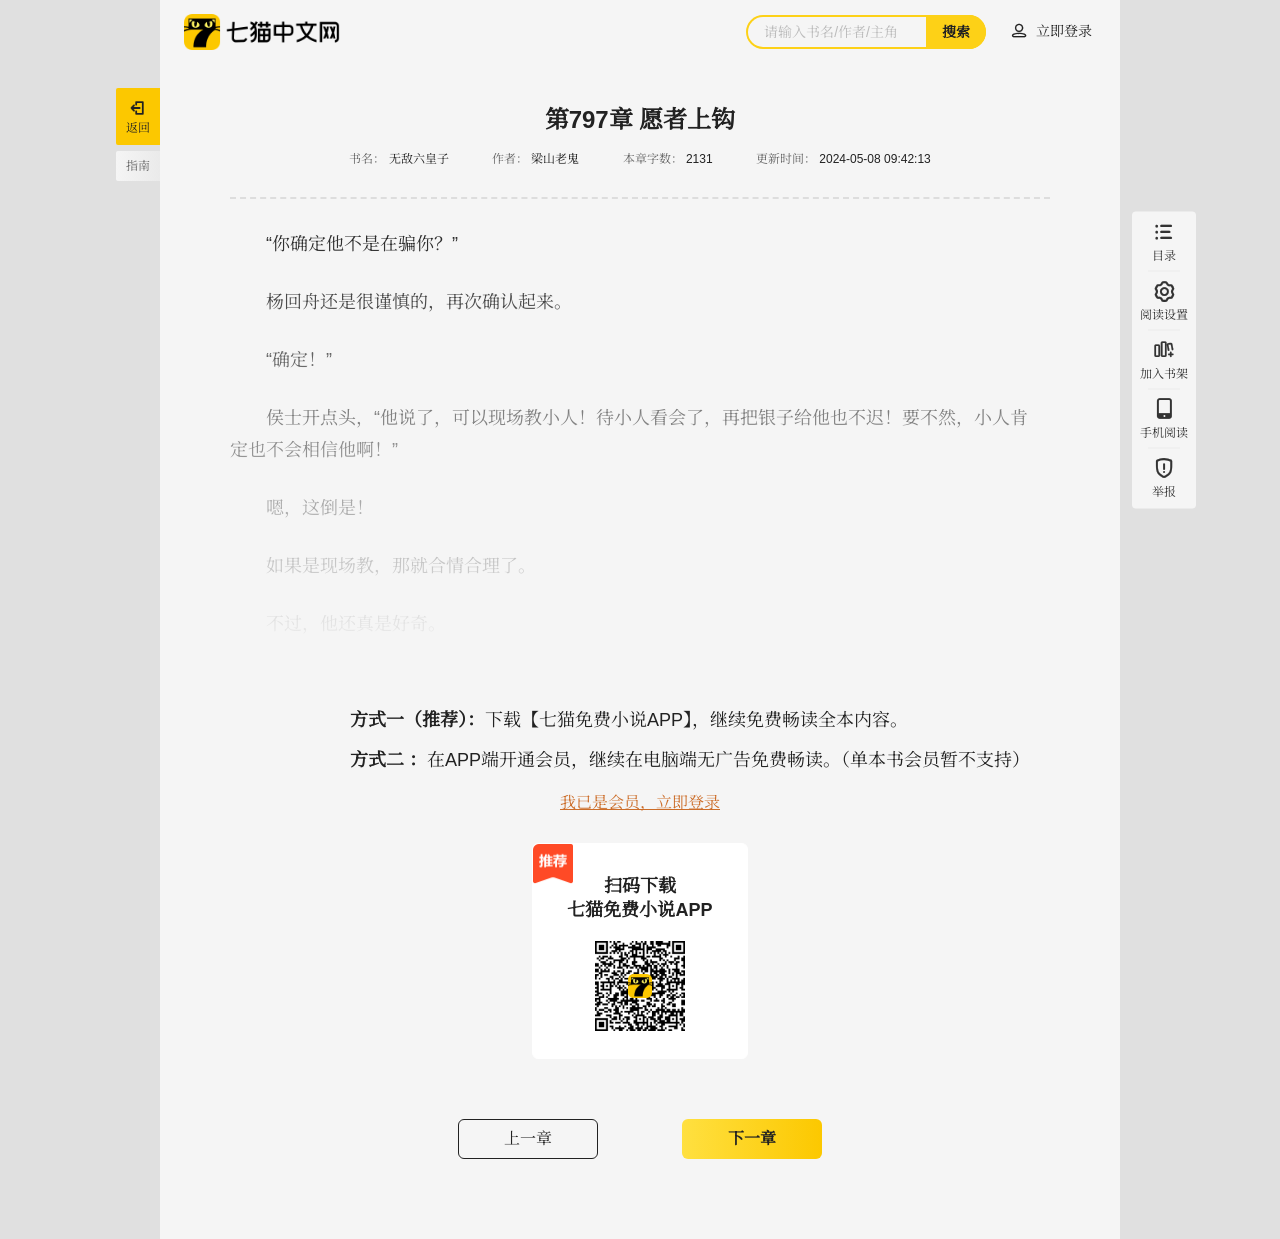 七猫中文网
请输入书名/作者/主角
搜索
立即登录
返回
指南
第797章 愿者上钩
书名： 无敌六皇子 作者： 梁山老鬼 本章字数： 2131 更新时间： 2024-05-08 09:42:13
“你确定他不是在骗你？”
杨回舟还是很谨慎的，再次确认起来。
“确定！”
侯士开点头，“他说了，可以现场教小人！待小人看会了，再把银子给他也不迟！要不然，小人肯
定也不会相信他啊！”
嗯，这倒是！
如果是现场教，那就合情合理了。
不过，他还真是好奇。
目录
阅读设置
加入书架
手机阅读
举报
方式一（推荐）：下载【七猫免费小说APP】，继续免费畅读全本内容。
方式二 ：在APP端开通会员，继续在电脑端无广告免费畅读。（单本书会员暂不支持）
我已是会员，立即登录
推荐
扫码下载
七猫免费小说APP
上一章
下一章